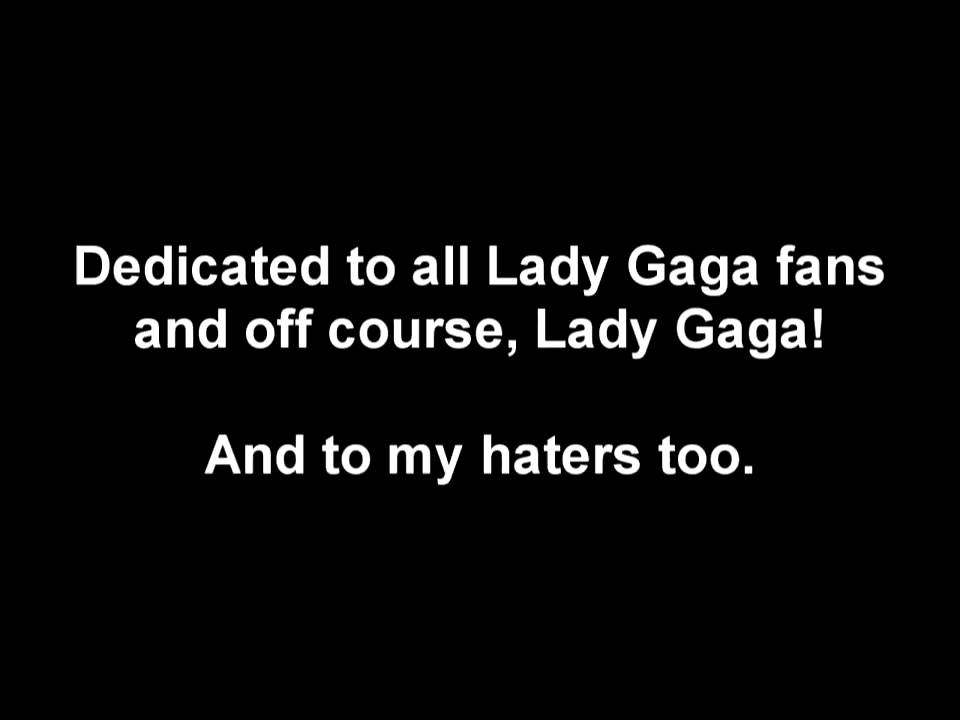 Dedicated to all Lady Gaga fans
and off course, Lady Gaga!
And to my haters too.